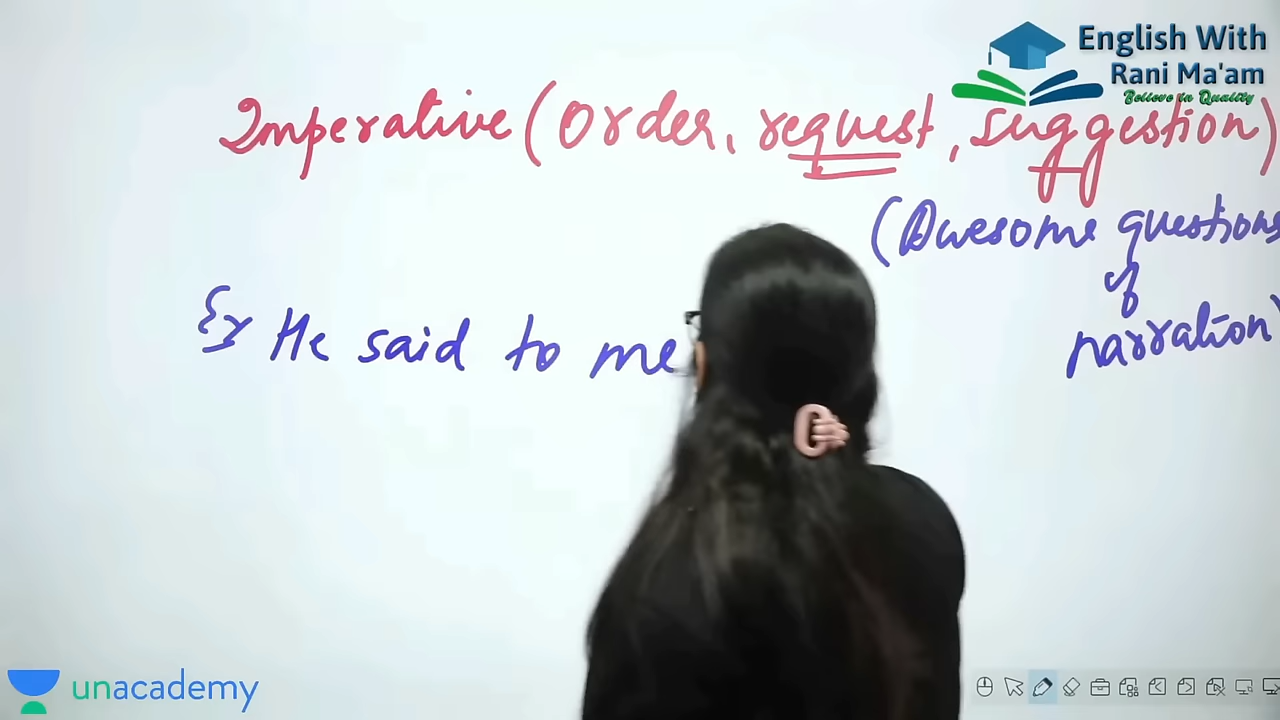 English With
Rani Ma'am
Believe in Quality
Imperative (Order, request, suggestion)
(Awesome questions
of
narration)
Ex He said to me
unacademy